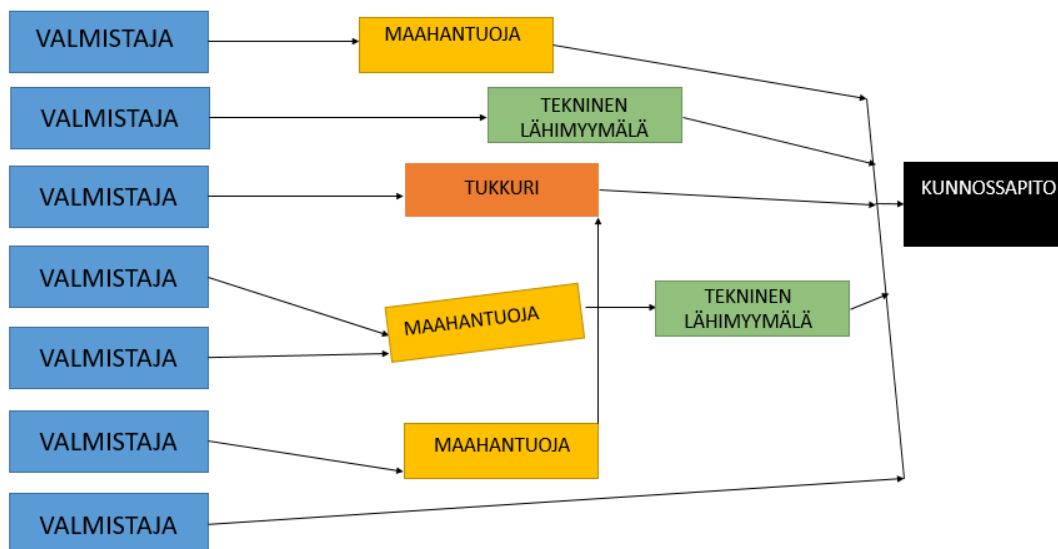 VALMISTAJA
MAAHANTUOJA
VALMISTAJA
TEKNINEN
LÄHIMYYMÄLÄ
VALMISTAJA
TUKKURI
KUNNOSSAPITO
VALMISTAJA
MAAHANTUOJA
TEKNINEN
LÄHIMYYMÄLÄ
VALMISTAJA
VALMISTAJA
MAAHANTUOJA
VALMISTAJA